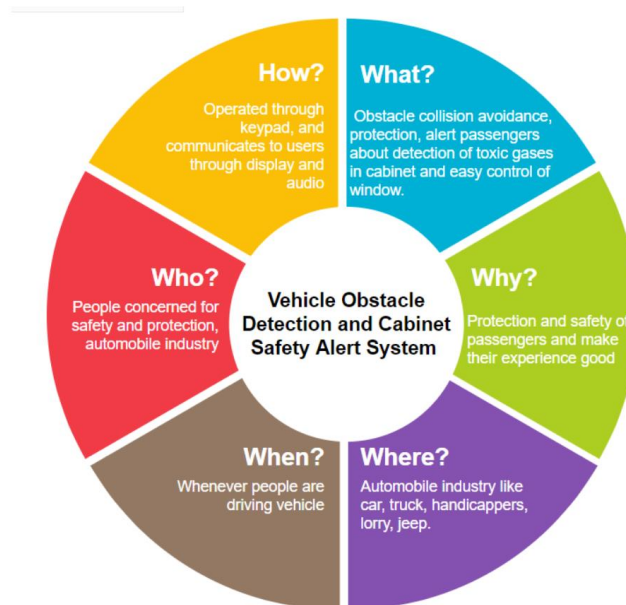 How?
Operated through
keypad, and
communicates to users
through display and
audio
What?
Obstacle collision avoidance,
protection, alert passengers
about detection of toxic gases
in cabinet and easy control of
window.
Who?
People concerned for
safety and protection,
automobile industry
Vehicle Obstacle
Detection and Cabinet
Safety Alert System
Why?
Protection and safety of
passengers and make
their experience good
When?
Whenever people are
driving vehicle
Where?
Automobile industry like
car, truck, handicappers,
lorry, jeep.